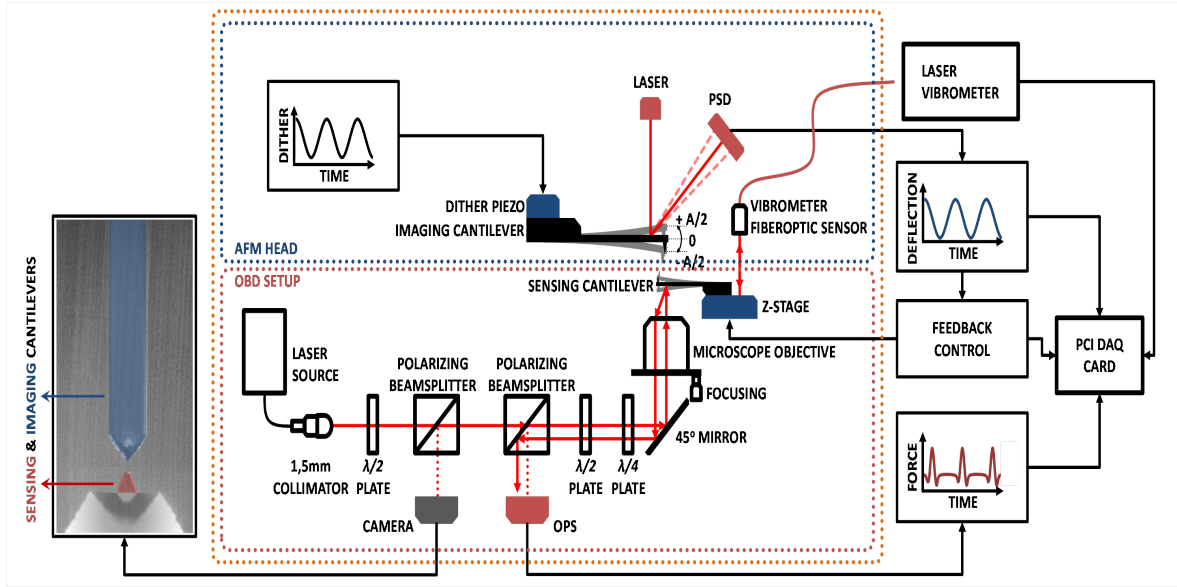 SENSING & IMAGING CANTILEVERS
DITHER
TIME
DITHER PIEZO
IMAGING CANTILEVER
LASER
PSD
+ A/2
0
- A/2
VIBROMETER
FIBEROPTIC SENSOR
AFM HEAD
OBD SETUP
SENSING CANTILEVER
Z-STAGE
LASER
SOURCE
POLARIZING
BEAMSPLITTER
POLARIZING
BEAMSPLITTER
MICROSCOPE OBJECTIVE
FOCUSING
45º MIRROR
1,5mm
COLLIMATOR
λ/2
PLATE
λ/2
PLATE
λ/4
PLATE
CAMERA
OPS
LASER
VIBROMETER
DEFLECTION
TIME
FEEDBACK
CONTROL
PCI DAQ
CARD
FORCE
TIME